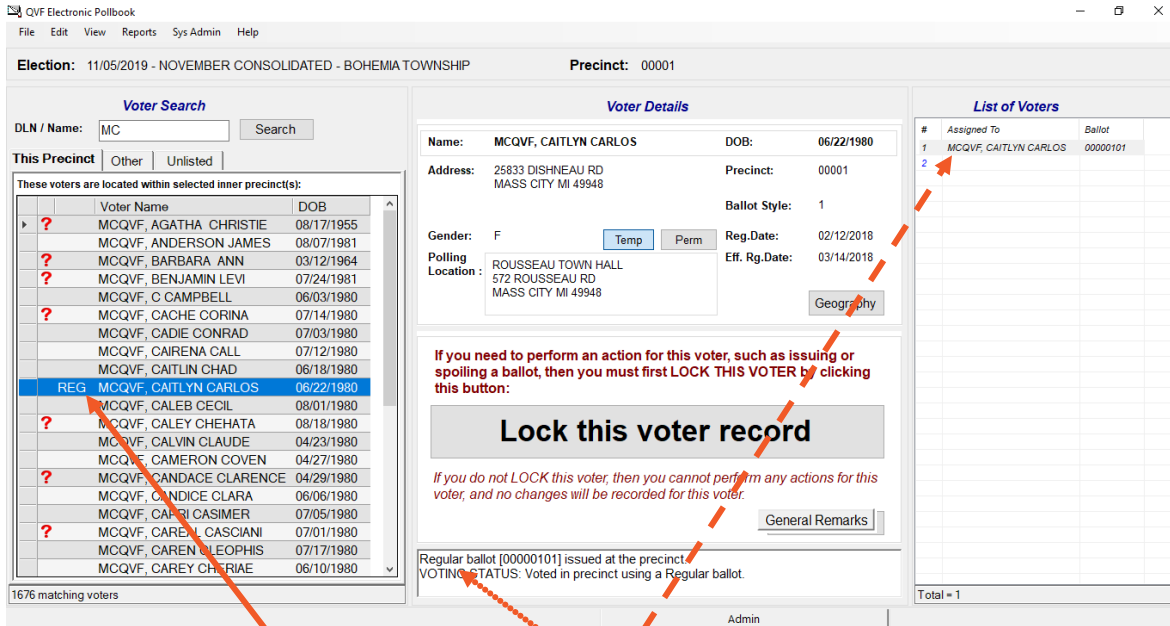 QVF Electronic Pollbook
File Edit View Reports Sys Admin Help
Election: 11/05/2019 - NOVEMBER CONSOLIDATED - BOHEMIA TOWNSHIP Precinct: 00001
Voter Search
DLN / Name: MC Search
This Precinct Other Unlisted
These voters are located within selected inner precinct(s):
Voter Name DOB
? MCQVF, AGATHA CHRISTIE 08/17/1955
MCQVF, ANDERSON JAMES 08/07/1981
? MCQVF, BARBARA ANN 03/12/1964
? MCQVF, BENJAMIN LEVI 07/24/1981
MCQVF, C CAMPBELL 06/03/1980
? MCQVF, CACHE CORINA 07/14/1980
MCQVF, CADIE CONRAD 07/03/1980
MCQVF, CAIRENA CALL 07/12/1980
MCQVF, CAITLIN CHAD 06/18/1980
REG MCQVF, CAITLYN CARLOS 06/22/1980
MCQVF, CALEB CECIL 08/01/1980
? MCQVF, CALEY CHEHATA 08/18/1980
MCQVF, CALVIN CLAUDE 04/23/1980
MCQVF, CAMERON COVEN 04/27/1980
? MCQVF, CANDACE CLARENCE 04/29/1980
MCQVF, CANDICE CLARA 06/06/1980
MCQVF, CAPRI CASIMER 07/05/1980
? MCQVF, CASCIANI 07/01/1980
MCQVF, CAREN CLEOPHIS 07/17/1980
MCQVF, CAREY CHERIAE 06/10/1980
1676 matching voters
Voter Details
Name: MCQVF, CAITLYN CARLOS DOB: 06/22/1980
Address: 25833 DISHNEAU RD Precinct: 00001
MASS CITY MI 49948
Ballot Style: 1
Gender: F Temp Perm Reg.Date: 02/12/2018
Polling Location : ROUSSEAU TOWN HALL Eff. Rg.Date: 03/14/2018
572 ROUSSEAU RD
MASS CITY MI 49948
Geography
If you need to perform an action for this voter, such as issuing or
spoiling a ballot, then you must first LOCK THIS VOTER by clicking
this button:
Lock this voter record
If you do not LOCK this voter, then you cannot perform any actions for this
voter, and no changes will be recorded for this voter.
General Remarks
Regular ballot [00000101] issued at the precinct.
VOTING STATUS: Voted in precinct using a Regular ballot.
List of Voters
# Assigned To Ballot
1 MCQVF, CAITLYN CARLOS 00000101
2
Total = 1
Admin